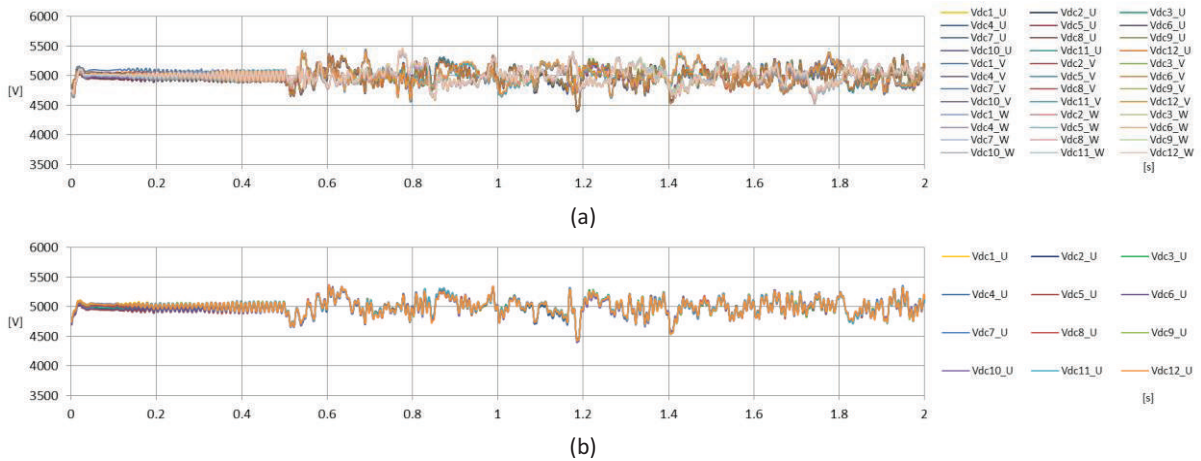 6000
5500
5000
[V]
4500
4000
3500
0 0.2 0.4 0.6 0.8 1 1.2 1.4 1.6 1.8 2
Vdc1_U Vdc2_U Vdc3_U
Vdc4_U Vdc5_U Vdc6_U
Vdc7_U Vdc8_U Vdc9_U
Vdc10_U Vdc11_U Vdc12_U
Vdc1_V Vdc2_V Vdc3_V
Vdc4_V Vdc5_V Vdc6_V
Vdc7_V Vdc8_V Vdc9_V
Vdc10_V Vdc11_V Vdc12_V
Vdc1_W Vdc2_W Vdc3_W
Vdc4_W Vdc5_W Vdc6_W
Vdc7_W Vdc8_W Vdc9_W
Vdc10_W Vdc11_W Vdc12_W
[s]
(a)
6000
5500
5000
[V]
4500
4000
3500
0 0.2 0.4 0.6 0.8 1 1.2 1.4 1.6 1.8 2
Vdc1_U Vdc2_U Vdc3_U
Vdc4_U Vdc5_U Vdc6_U
Vdc7_U Vdc8_U Vdc9_U
Vdc10_U Vdc11_U Vdc12_U
[s]
(b)